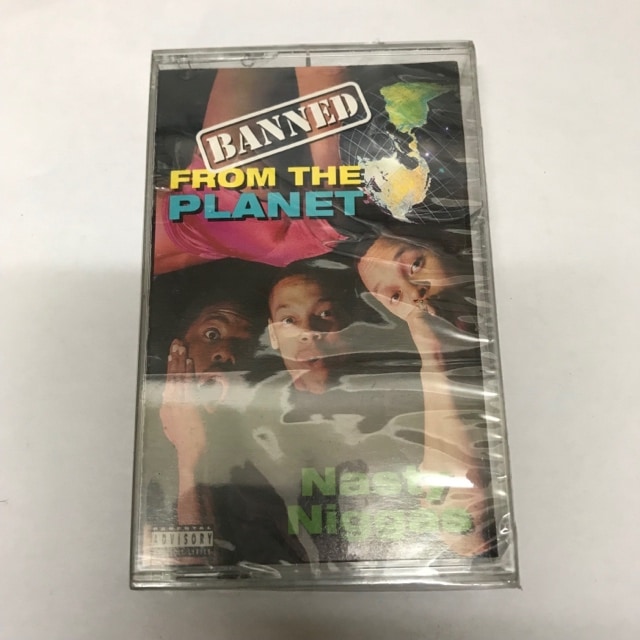 BANNED
FROM THE
PLANET
Nasty
Niggas
ADVISORY